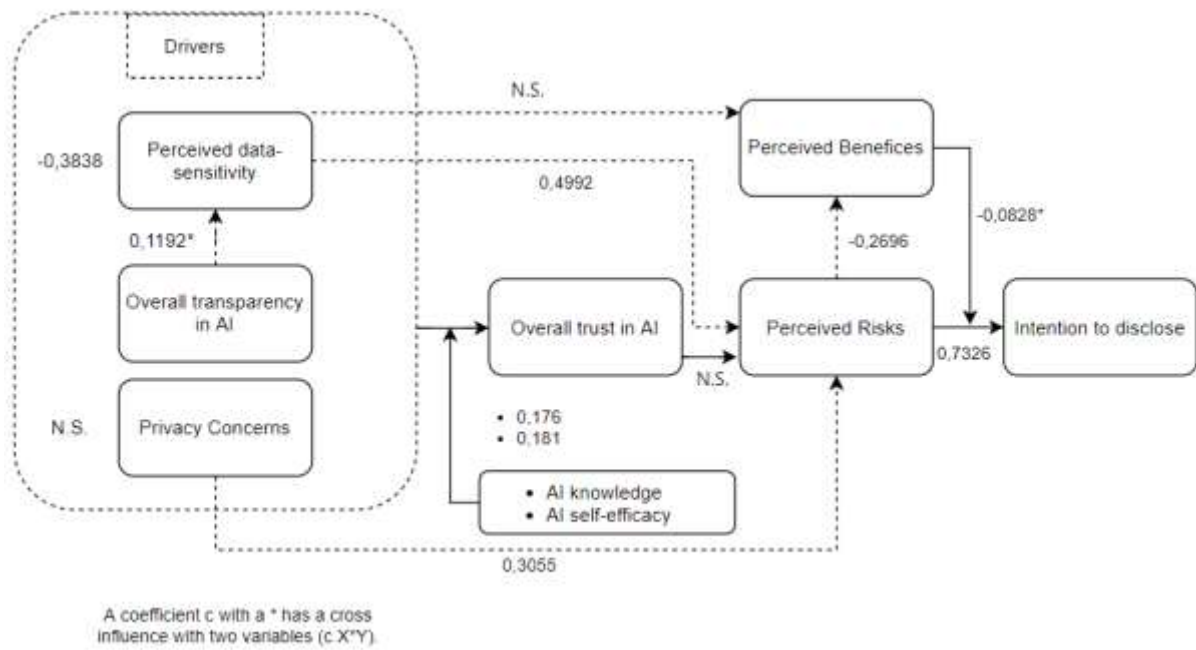 Drivers
N.S.
Perceived data-
sensitivity
-0,3838
Perceived Benefices
0,4992
-0,0828*
0,1192*
-0,2696
Overall transparency
in AI
Overall trust in AI
Perceived Risks
Intention to disclose
0,7326
N.S.
N.S.
Privacy Concerns
• 0,176
• 0,181
• AI knowledge
• AI self-efficacy
0,3055
A coefficient c with a * has a cross
influence with two variables (c X*Y).